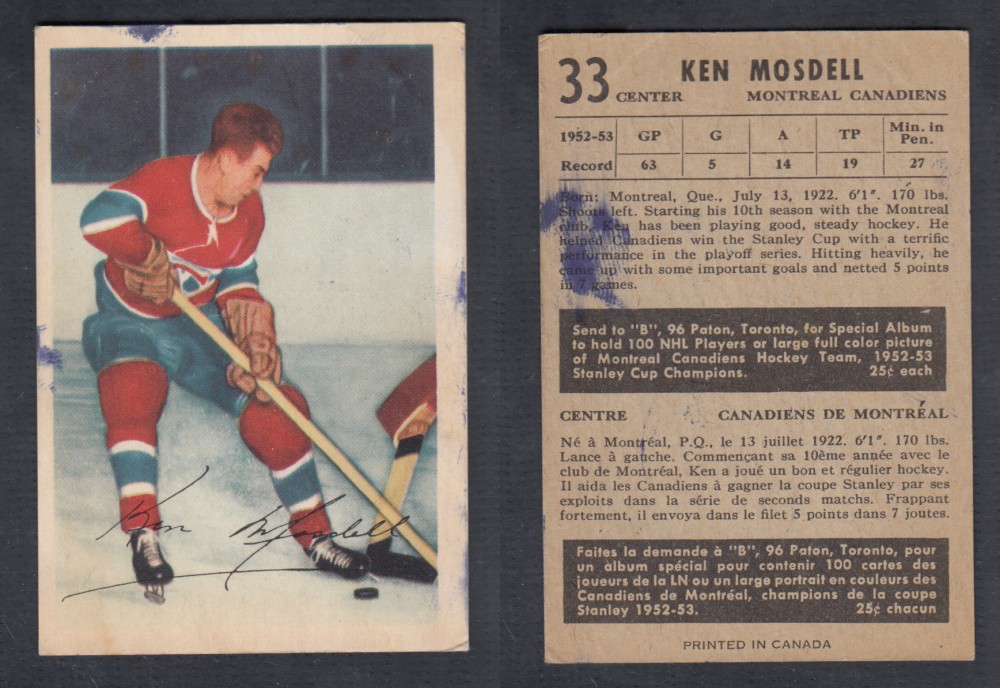 Ken Mosdell
33 KEN MOSDELL
CENTER MONTREAL CANADIENS
1952-53 GP G A TP Min. in Pen.
Record 63 5 14 19 27
Born: Montreal, Que., July 13, 1922. 6'1". 170 lbs.
Shoots left. Starting his 10th season with the Montreal
club, Ken has been playing good, steady hockey. He
helped Canadiens win the Stanley Cup with a terrific
performance in the playoff series. Hitting heavily, he
came up with some important goals and netted 5 points
in 7 games.
Send to "B", 96 Paton, Toronto, for Special Album
to hold 100 NHL Players or large full color picture
of Montreal Canadiens Hockey Team, 1952-53
Stanley Cup Champions. 25¢ each
CENTRE CANADIENS DE MONTRÉAL
Né à Montréal, P.Q., le 13 juillet 1922. 6'1". 170 lbs.
Lance à gauche. Commençant sa 10ème année avec le
club de Montréal, Ken a joué un bon et régulier hockey.
Il aida les Canadiens à gagner la coupe Stanley par ses
exploits dans la série de seconds matchs. Frappant
fortement, il envoya dans le filet 5 points dans 7 joutes.
Faites la demande à "B", 96 Paton, Toronto, pour
un album spécial pour contenir 100 cartes des
joueurs de la LN ou un large portrait en couleurs des
Canadiens de Montréal, champions de la coupe
Stanley 1952-53. 25¢ chacun
PRINTED IN CANADA